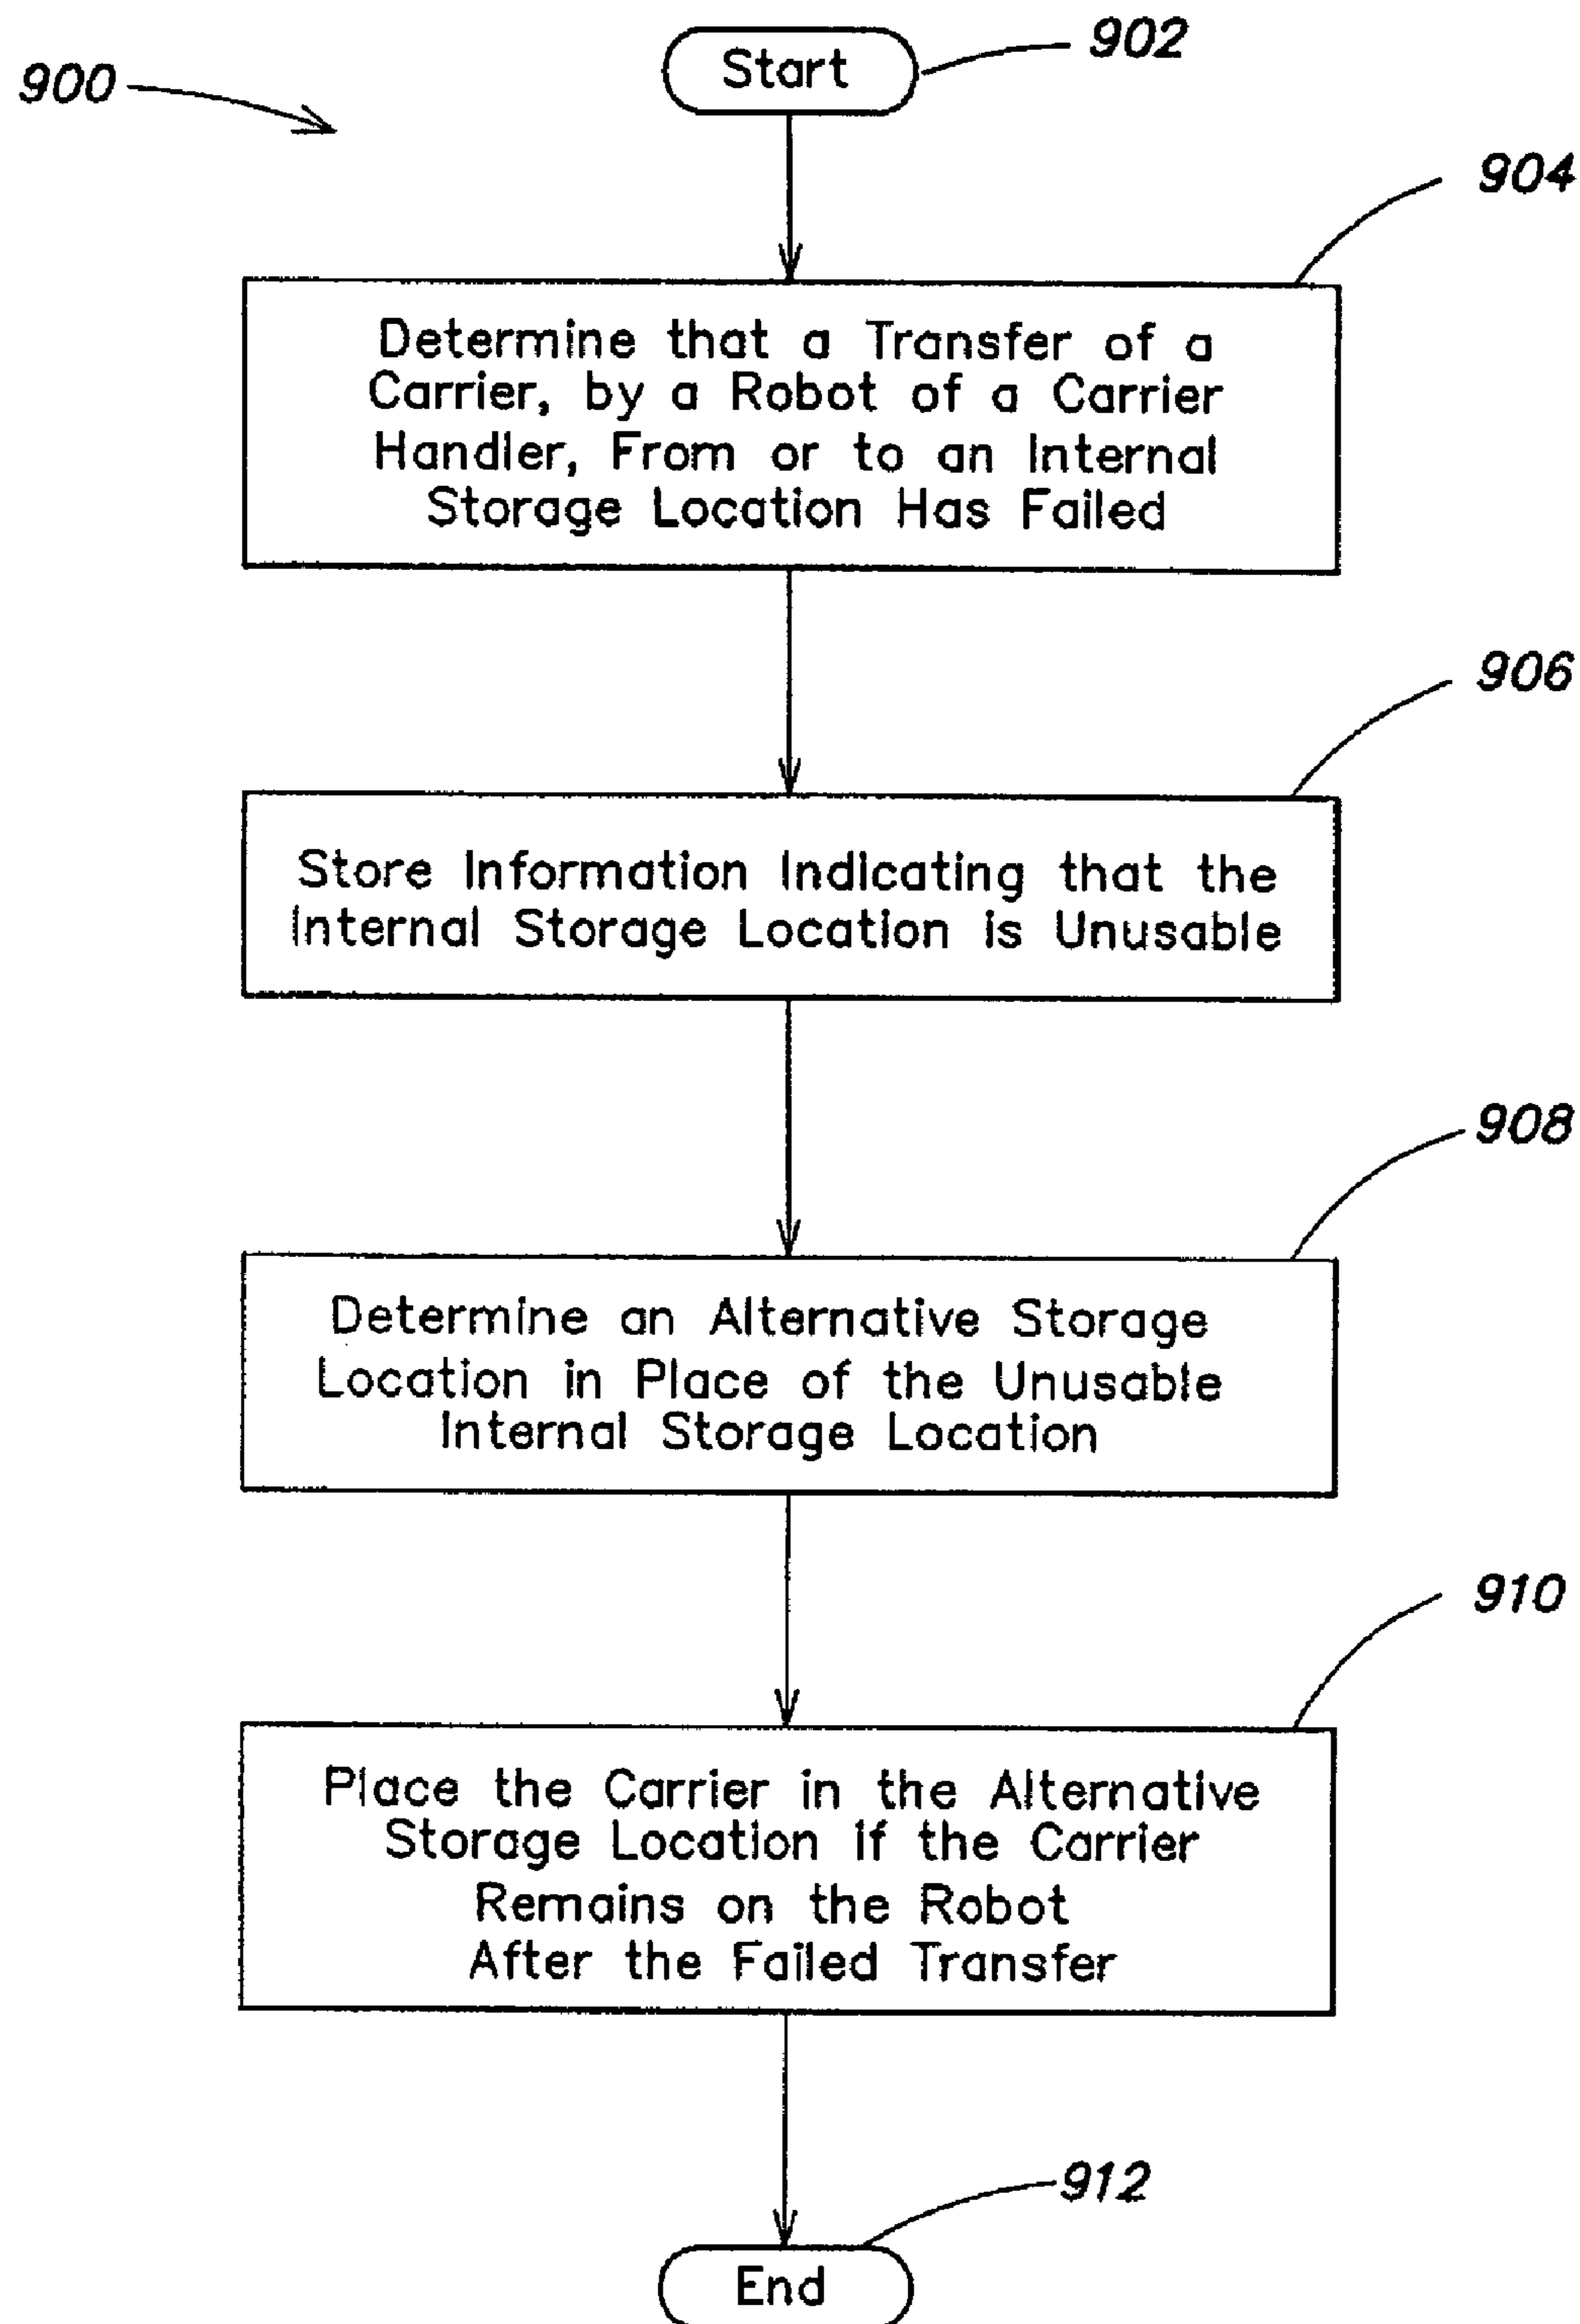 902
Start
900
904
Determine that a Transfer of a
Carrier, by a Robot of a Carrier
Handler, From or to an Internal
Storage Location Has Failed
906
Store Information Indicating that the
Internal Storage Location is Unusable
908
Determine an Alternative Storage
Location in Place of the Unusable
Internal Storage Location
910
Place the Carrier in the Alternative
Storage Location if the Carrier
Remains on the Robot
After the Failed Transfer
912
End